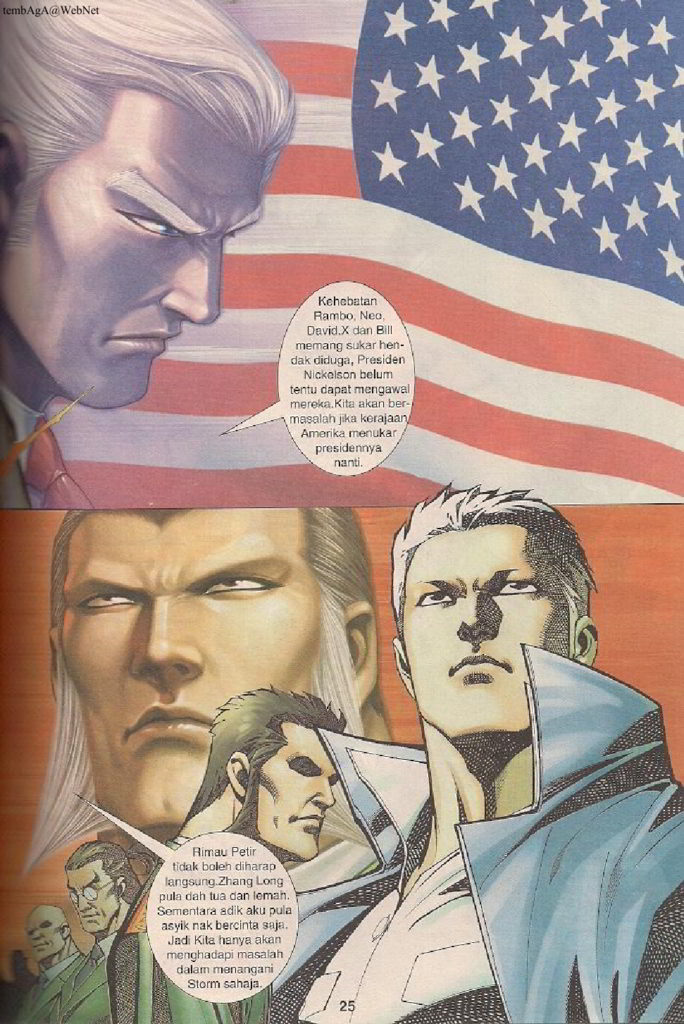 tembAgA@WebNet
Kehebatan
Rambo, Neo,
David.X dan Bill
memang sukar hen-
dak diduga, Presiden
Nickelson belum
tentu dapat mengawal
mereka.Kita akan ber-
masalah jika kerajaan
Amerika menukar
presidennya
nanti.
Rimau Petir
tidak boleh diharap
langsung.Zhang Long
pula dah tua dan lemah.
Sementara adik aku pula
asyik nak bercinta saja.
Jadi Kita hanya akan
menghadapi masalah
dalam menangani
Storm sahaja.
25